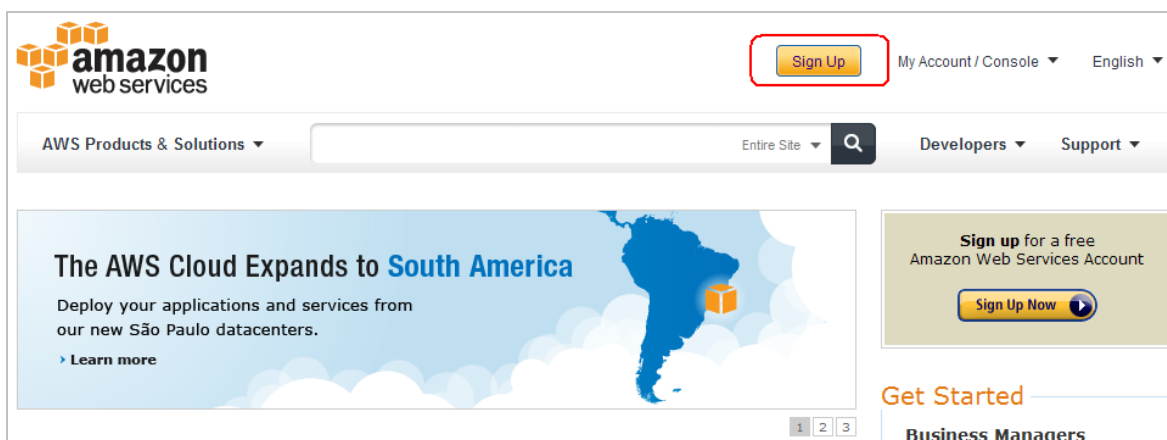 amazon
web services
Sign Up
My Account / Console
English
AWS Products & Solutions
Entire Site
Developers
Support
The AWS Cloud Expands to South America
Deploy your applications and services from
our new São Paulo datacenters.
› Learn more
1 2 3
Sign up for a free
Amazon Web Services Account
Sign Up Now
Get Started
Business Managers